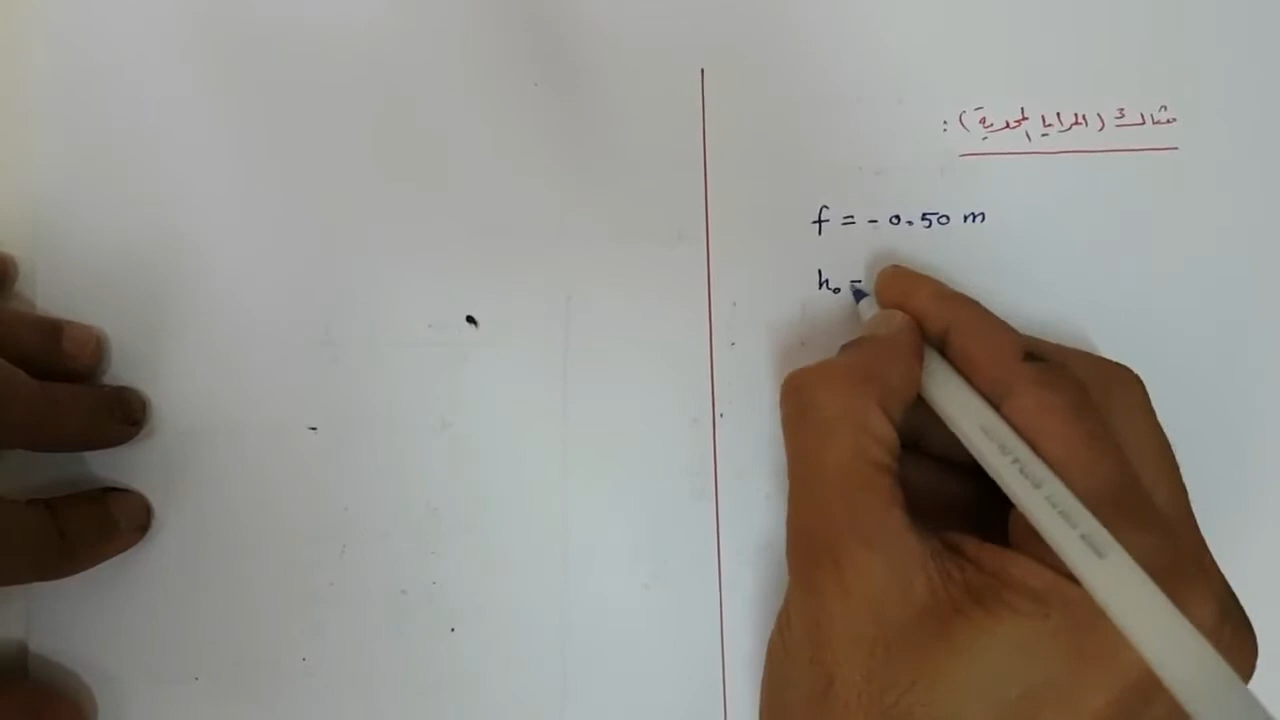 مثال 3 (المرايا المحدبة) :
f = - 0.50 m
h₀ =